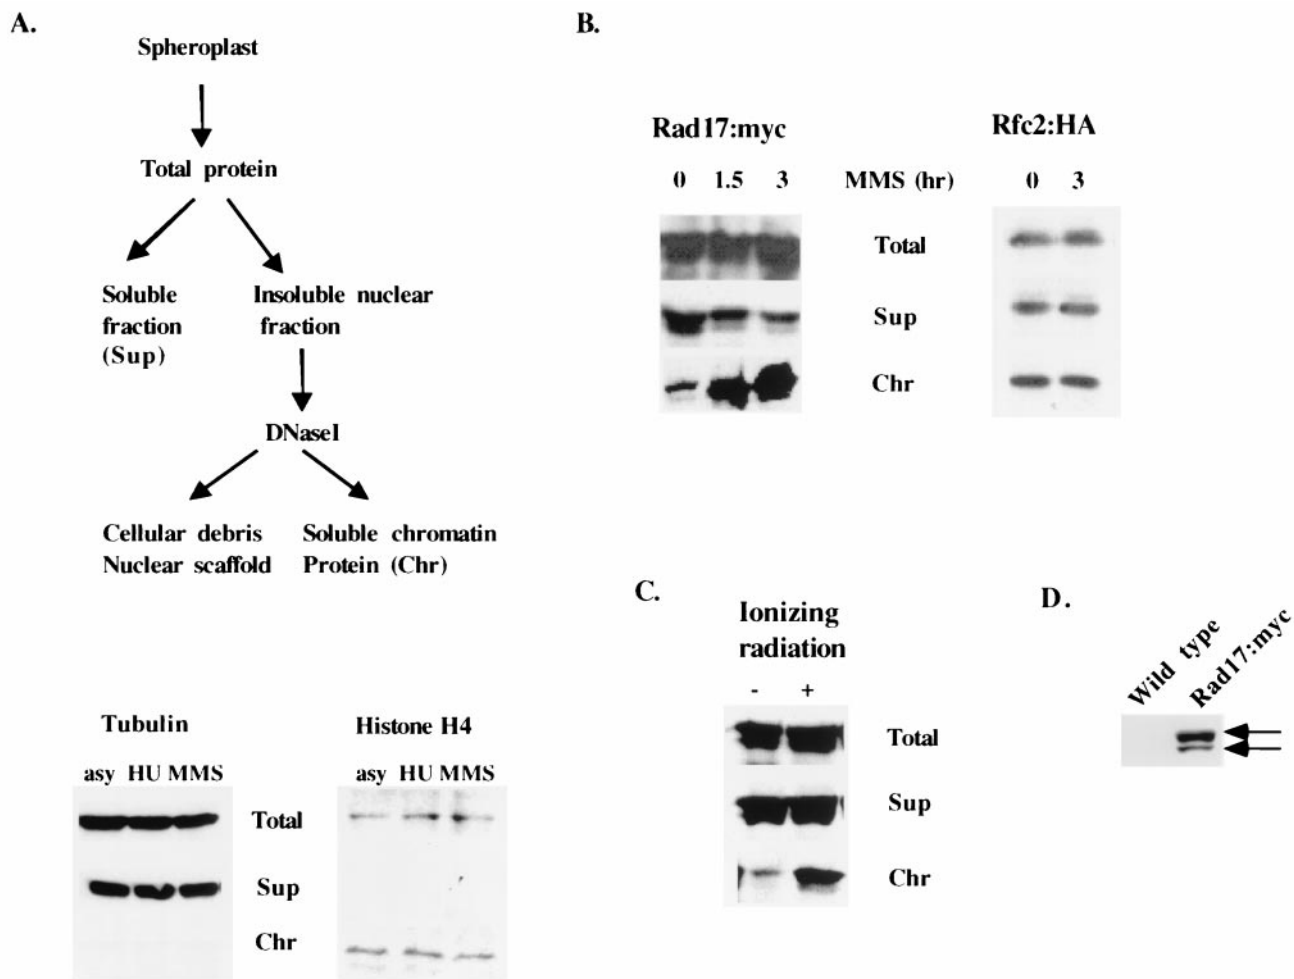 A.
Spheroplast
Total protein
Soluble
fraction
(Sup)
Insoluble nuclear
fraction
DNaseI
Cellular debris
Nuclear scaffold
Soluble chromatin
Protein (Chr)
Tubulin
asy HU MMS
Total
Sup
Chr
Histone H4
asy HU MMS
B.
Rad17:myc
0 1.5 3
MMS (hr)
Rfc2:HA
0 3
Total
Sup
Chr
C.
Ionizing
radiation
- +
Total
Sup
Chr
D.
Wild type
Rad17:myc